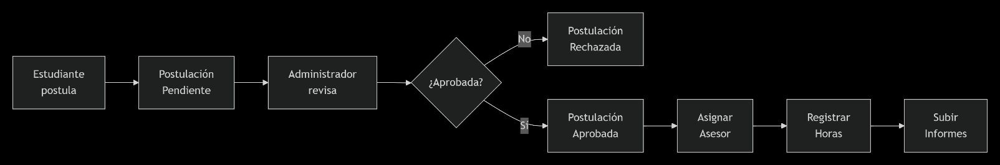 Estudiante
postula
Postulación
Pendiente
Administrador
revisa
¿Aprobada?
No
Postulación
Rechazada
Sí
Postulación
Aprobada
Asignar
Asesor
Registrar
Horas
Subir
Informes